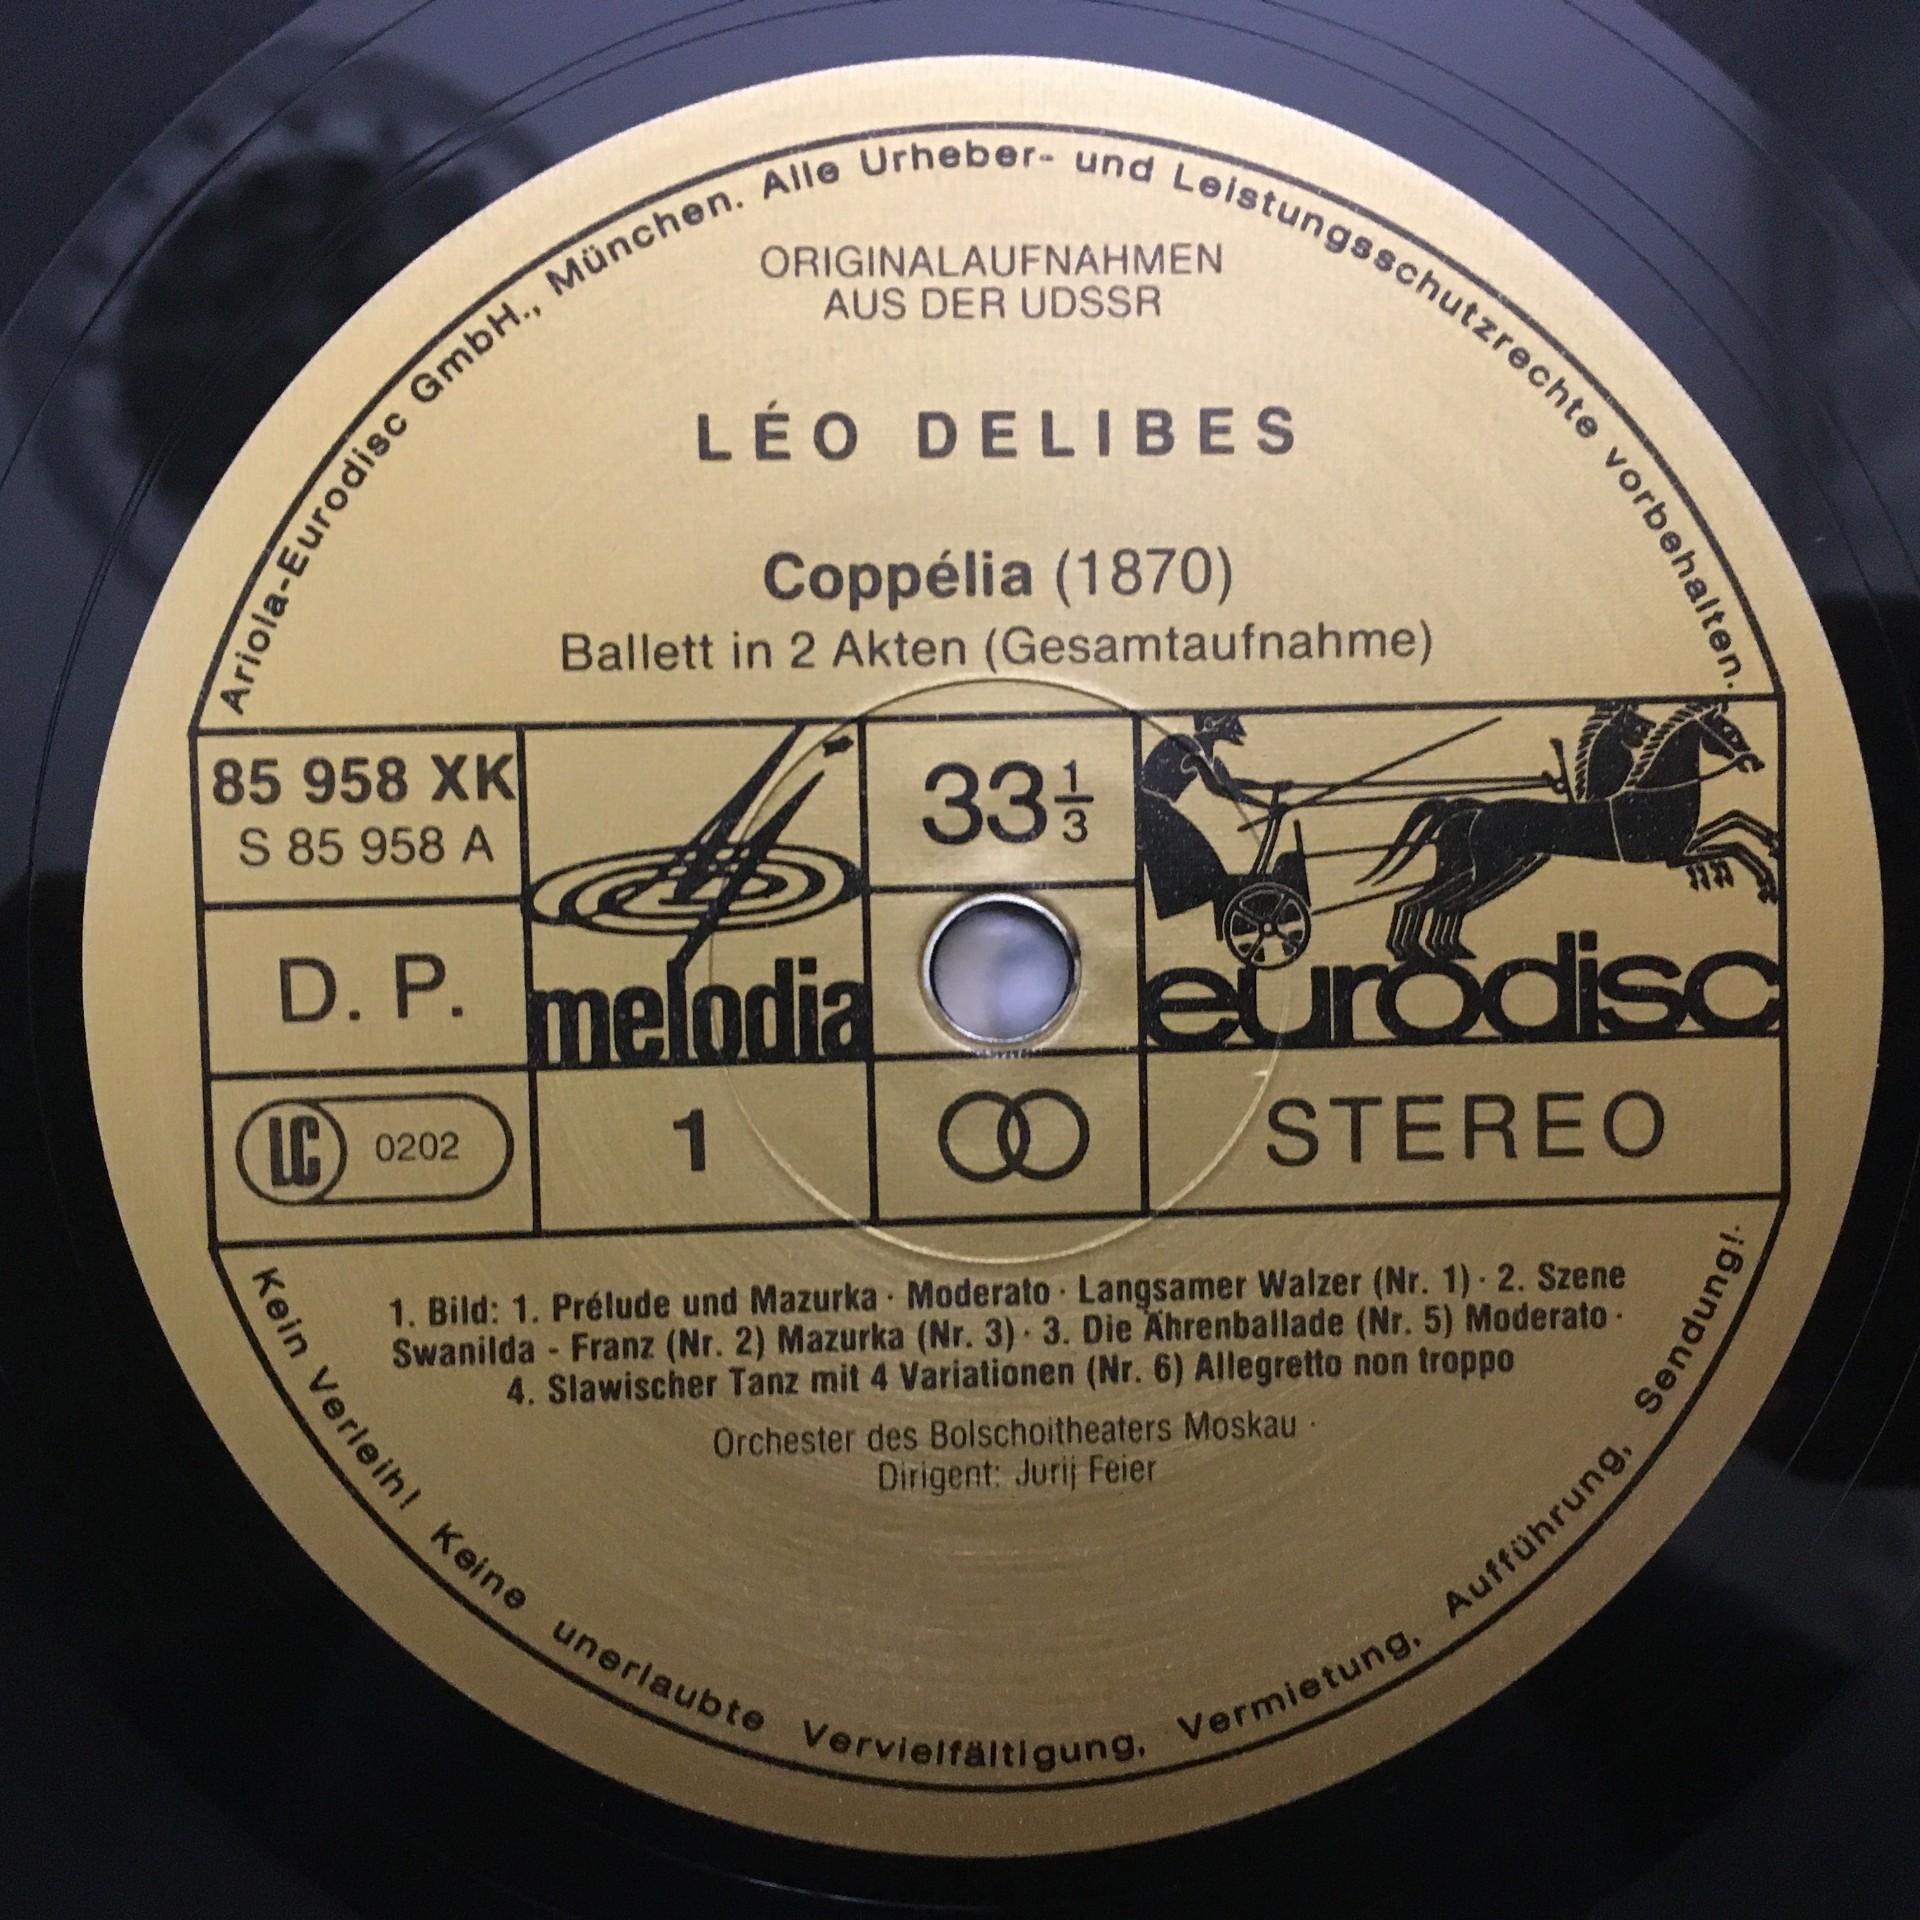 Ariola-Eurodisc GmbH., München. Alle Urheber- und Leistungsschutzrechte vorbehalten.
ORIGINALAUFNAHMEN
AUS DER UDSSR
LÉO DELIBES
Coppélia (1870)
Ballett in 2 Akten (Gesamtaufnahme)
85 958 XK
S 85 958 A
D. P.
LC 0202
melodia
1
33 1/3
eurodisc
STEREO
1. Bild: 1. Prélude und Mazurka · Moderato · Langsamer Walzer (Nr. 1) · 2. Szene
Swanilda - Franz (Nr. 2) Mazurka (Nr. 3) · 3. Die Ährenballade (Nr. 5) Moderato ·
4. Slawischer Tanz mit 4 Variationen (Nr. 6) Allegretto non troppo
Orchester des Bolschoitheaters Moskau ·
Dirigent: Jurij Feier
Kein Verleih! Keine unerlaubte Vervielfältigung, Vermietung, Aufführung, Sendung!